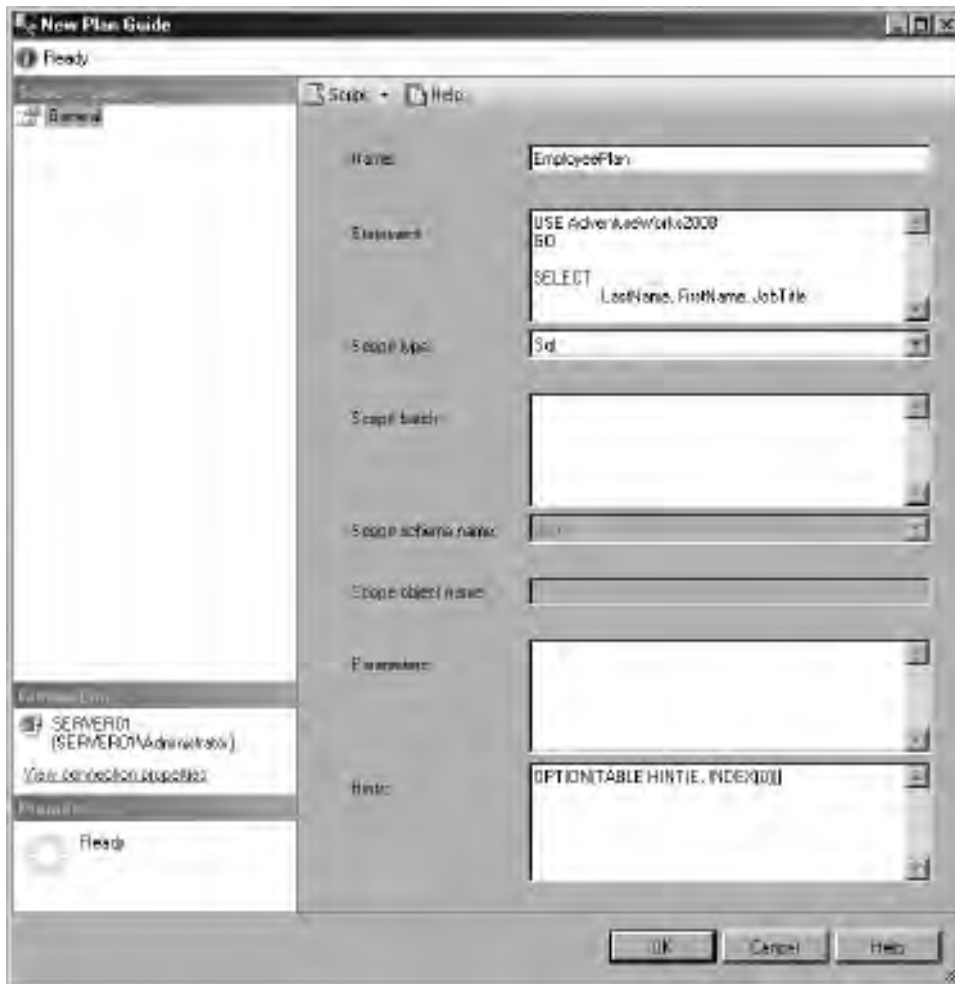 New Plan Guide
Ready
General
Script Help
Name: EmployeePlan
Statement: USE AdventureWorks2008
GO
SELECT
LastName, FirstName, JobTitle
Scope type: Sql
Scope batch:
Scope schema name:
Scope object name:
Parameters:
Hints: OPTION(TABLE HINT(E, INDEX(0)))
Connection
SERVER01
(SERVER01\Administrator)
View connection properties
Progress
Ready
OK Cancel Help